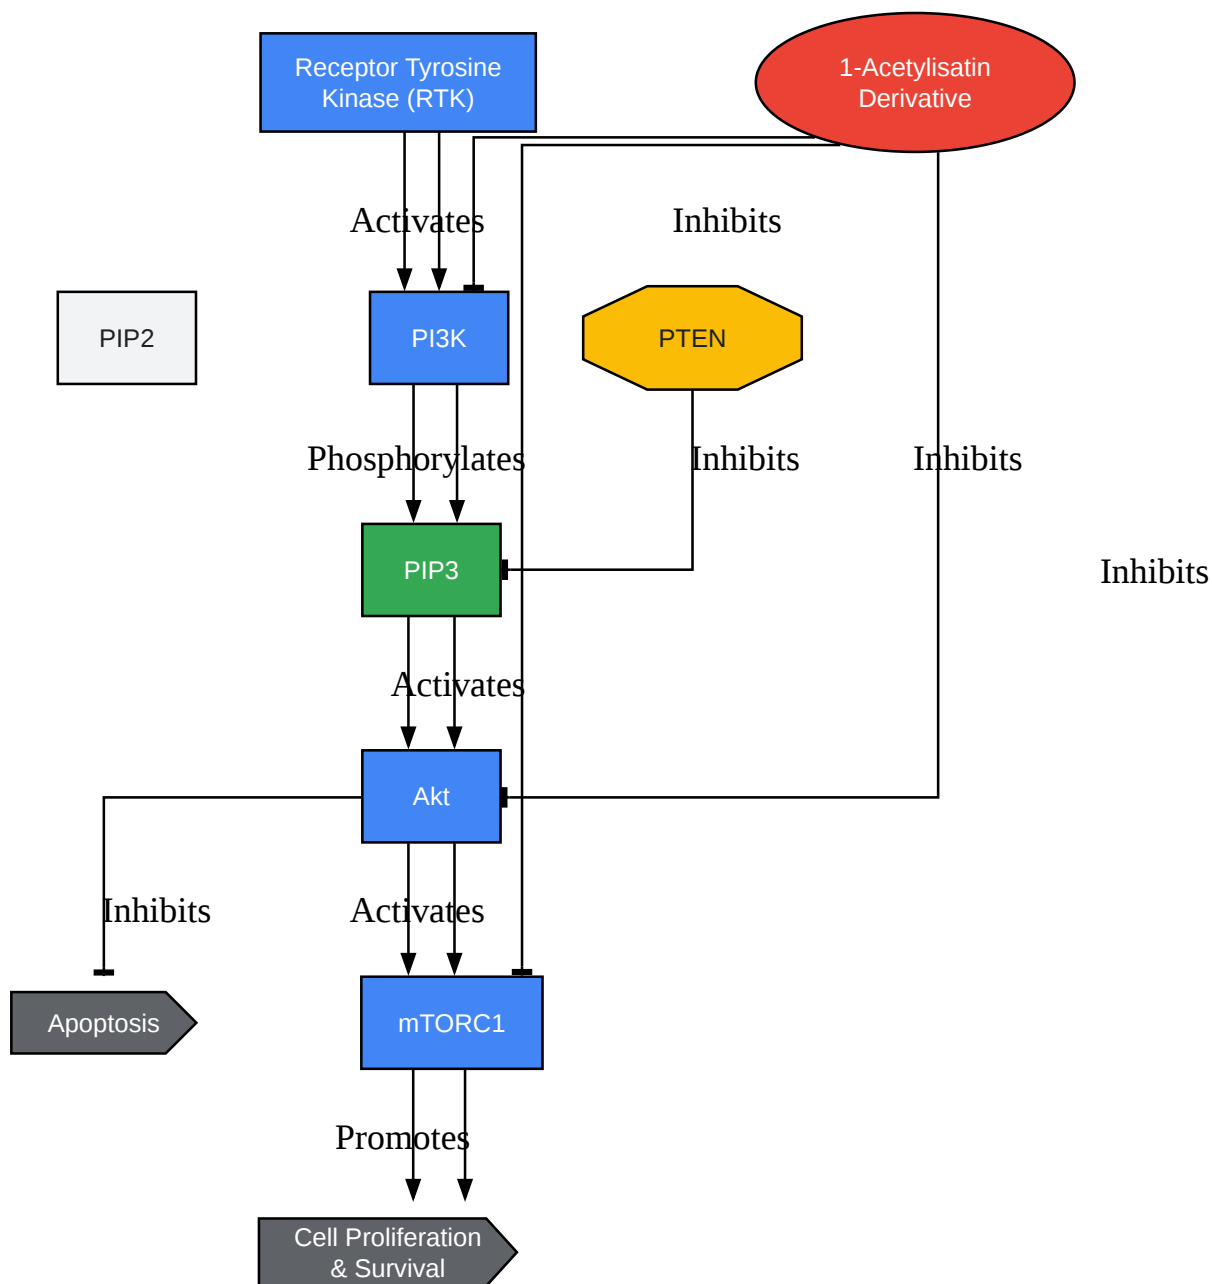 Receptor Tyrosine
Kinase (RTK)
1-Acetylisatin
Derivative
Activates
Inhibits
PIP2
PI3K
PTEN
Phosphorylates
Inhibits
Inhibits
PIP3
Inhibits
Activates
Akt
Inhibits
Activates
Apoptosis
mTORC1
Promotes
Cell Proliferation
& Survival